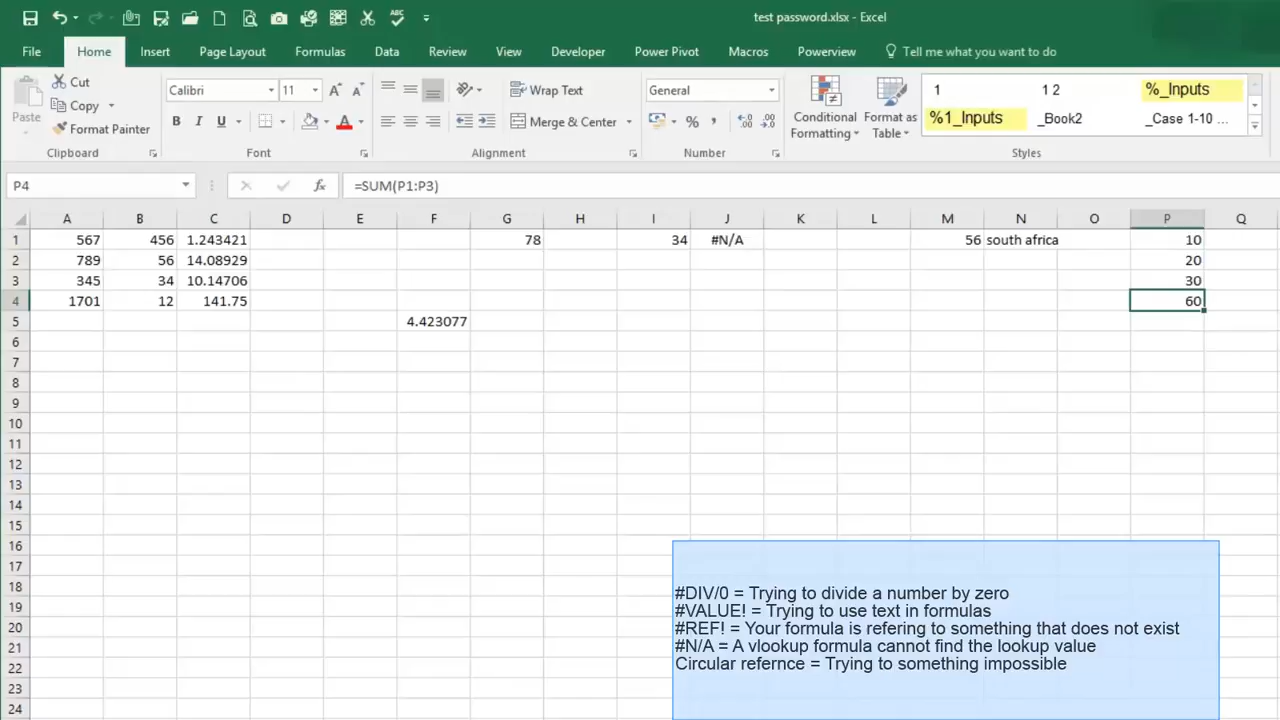 test password.xlsx - Excel
File Home Insert Page Layout Formulas Data Review View Developer Power Pivot Macros Powerview Tell me what you want to do
Paste
Cut
Copy
Format Painter
Clipboard
Calibri 11
B I U
Font
Wrap Text
Merge & Center
Alignment
General
Number
Conditional Formatting
Format as Table
1 1 2 %_Inputs
%1_Inputs _Book2 _Case 1-10 ...
Styles
P4 fx =SUM(P1:P3)
A B C D E F G H I J K L M N O P Q
1 567 456 1.243421 78 34 #N/A 56 south africa 10
2 789 56 14.08929 20
3 345 34 10.14706 30
4 1701 12 141.75 60
5 4.423077
6
7
8
9
10
11
12
13
14
15
16
17
18
19
20
21
22
23
24
#DIV/0 = Trying to divide a number by zero
#VALUE! = Trying to use text in formulas
#REF! = Your formula is refering to something that does not exist
#N/A = A vlookup formula cannot find the lookup value
Circular refernce = Trying to something impossible